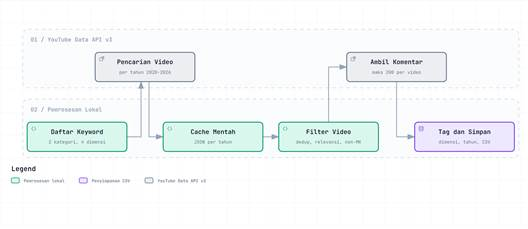 01 / YouTube Data API v3
Pencarian Video
per tahun 2020-2026
Ambil Komentar
maks 200 per video
02 / Pemrosesan Lokal
Daftar Keyword
2 kategori, dimensi
Cache Mentah
JSON per tahun
Filter Video
dedup, relevansi, non-MK
Tag dan Simpan
dimensi, tahun, CSV
Legend
Pemrosesan lokal
Penyimpanan CSV
YouTube Data API v3